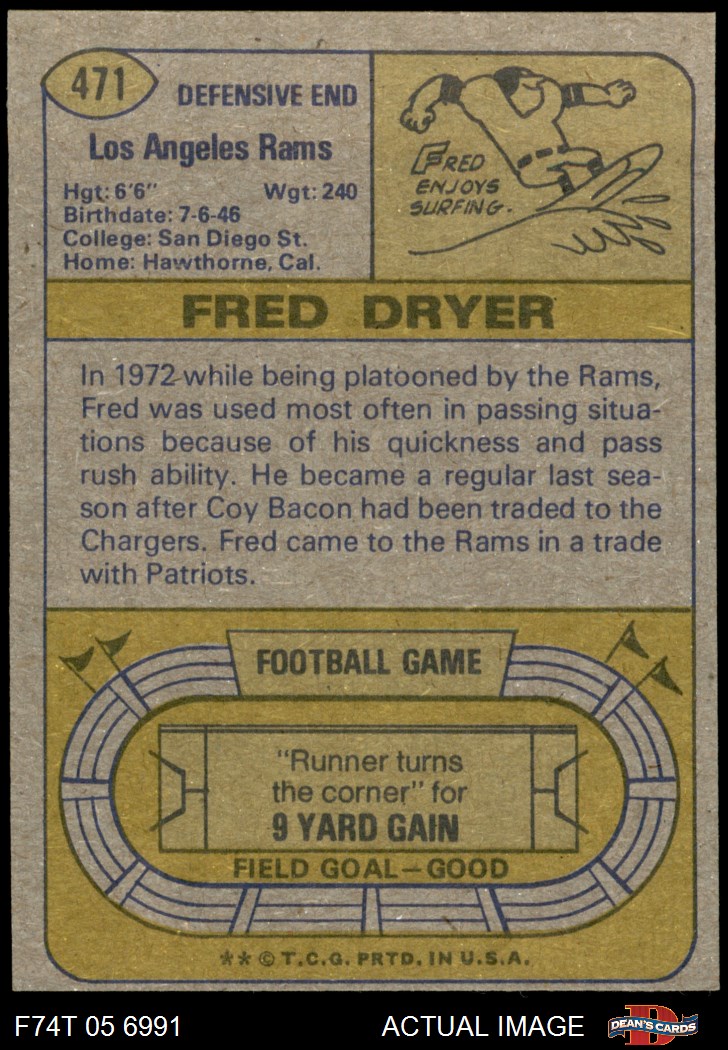 471
DEFENSIVE END
Los Angeles Rams
Hgt: 6'6" Wgt: 240
Birthdate: 7-6-46
College: San Diego St.
Home: Hawthorne, Cal.
FRED
ENJOYS
SURFING.
FRED DRYER
In 1972 while being platooned by the Rams,
Fred was used most often in passing situa-
tions because of his quickness and pass
rush ability. He became a regular last sea-
son after Coy Bacon had been traded to the
Chargers. Fred came to the Rams in a trade
with Patriots.
FOOTBALL GAME
"Runner turns
the corner" for
9 YARD GAIN
FIELD GOAL—GOOD
** © T.C.G. PRTD. IN U.S.A.
F74T 05 6991 ACTUAL IMAGE
D
DEAN'S CARDS